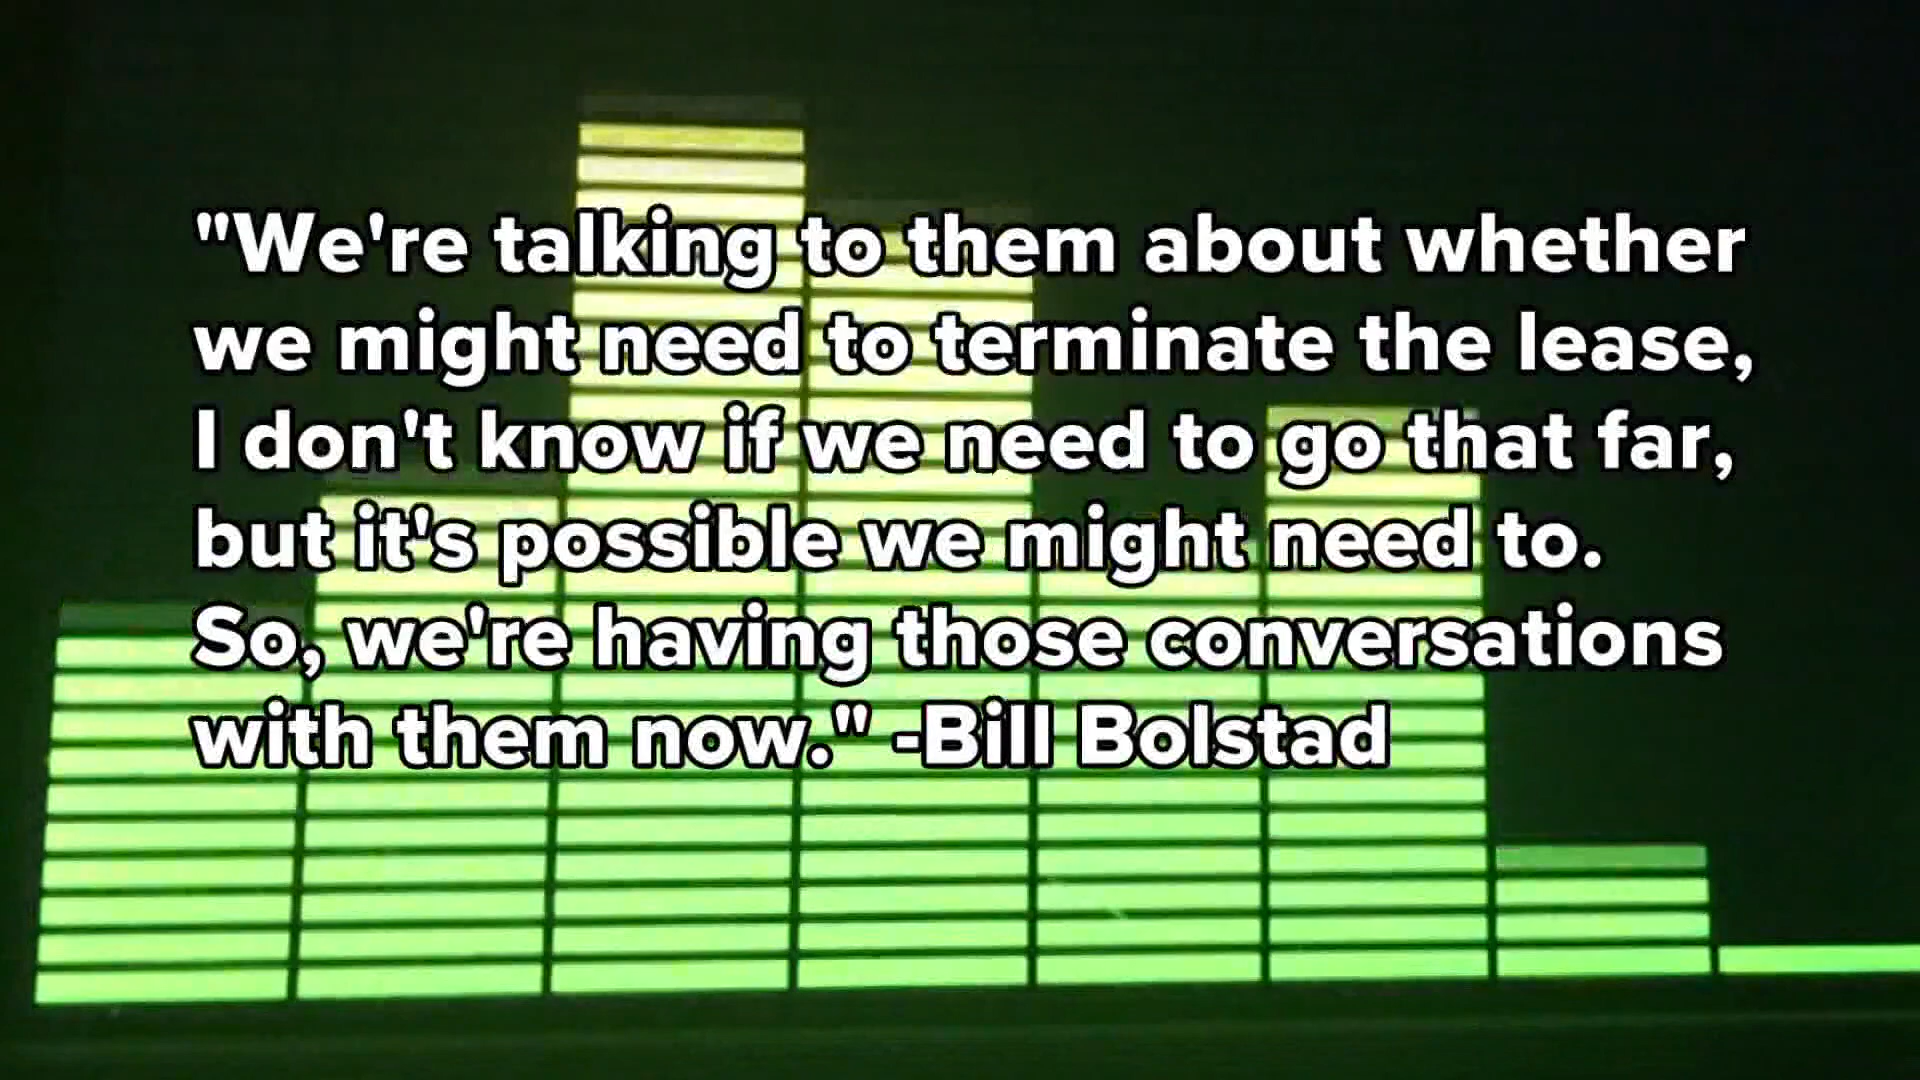 "We're talking to them about whether
we might need to terminate the lease,
I don't know if we need to go that far,
but it's possible we might need to.
So, we're having those conversations
with them now." -Bill Bolstad